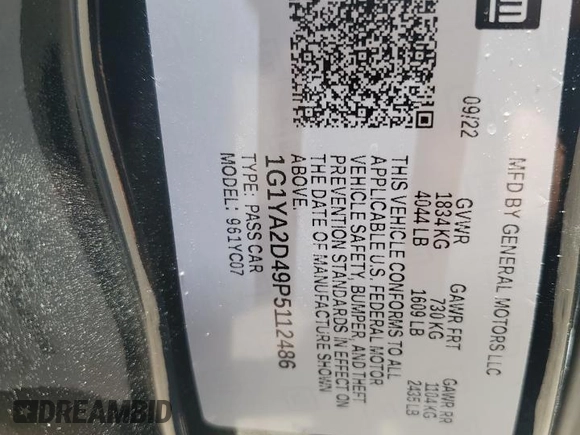 GM
MFD BY GENERAL MOTORS LLC
09/22
GVWR GAWR FRT GAWR RR
1834 KG 730 KG 1104 KG
4044 LB 1609 LB 2435 LB
THIS VEHICLE CONFORMS TO ALL
APPLICABLE U.S. FEDERAL MOTOR
VEHICLE SAFETY, BUMPER, AND THEFT
PREVENTION STANDARDS IN EFFECT ON
THE DATE OF MANUFACTURE SHOWN
ABOVE.
1G1YA2D49P5112486
TYPE: PASS CAR
MODEL: 961YC07
DREAMBID